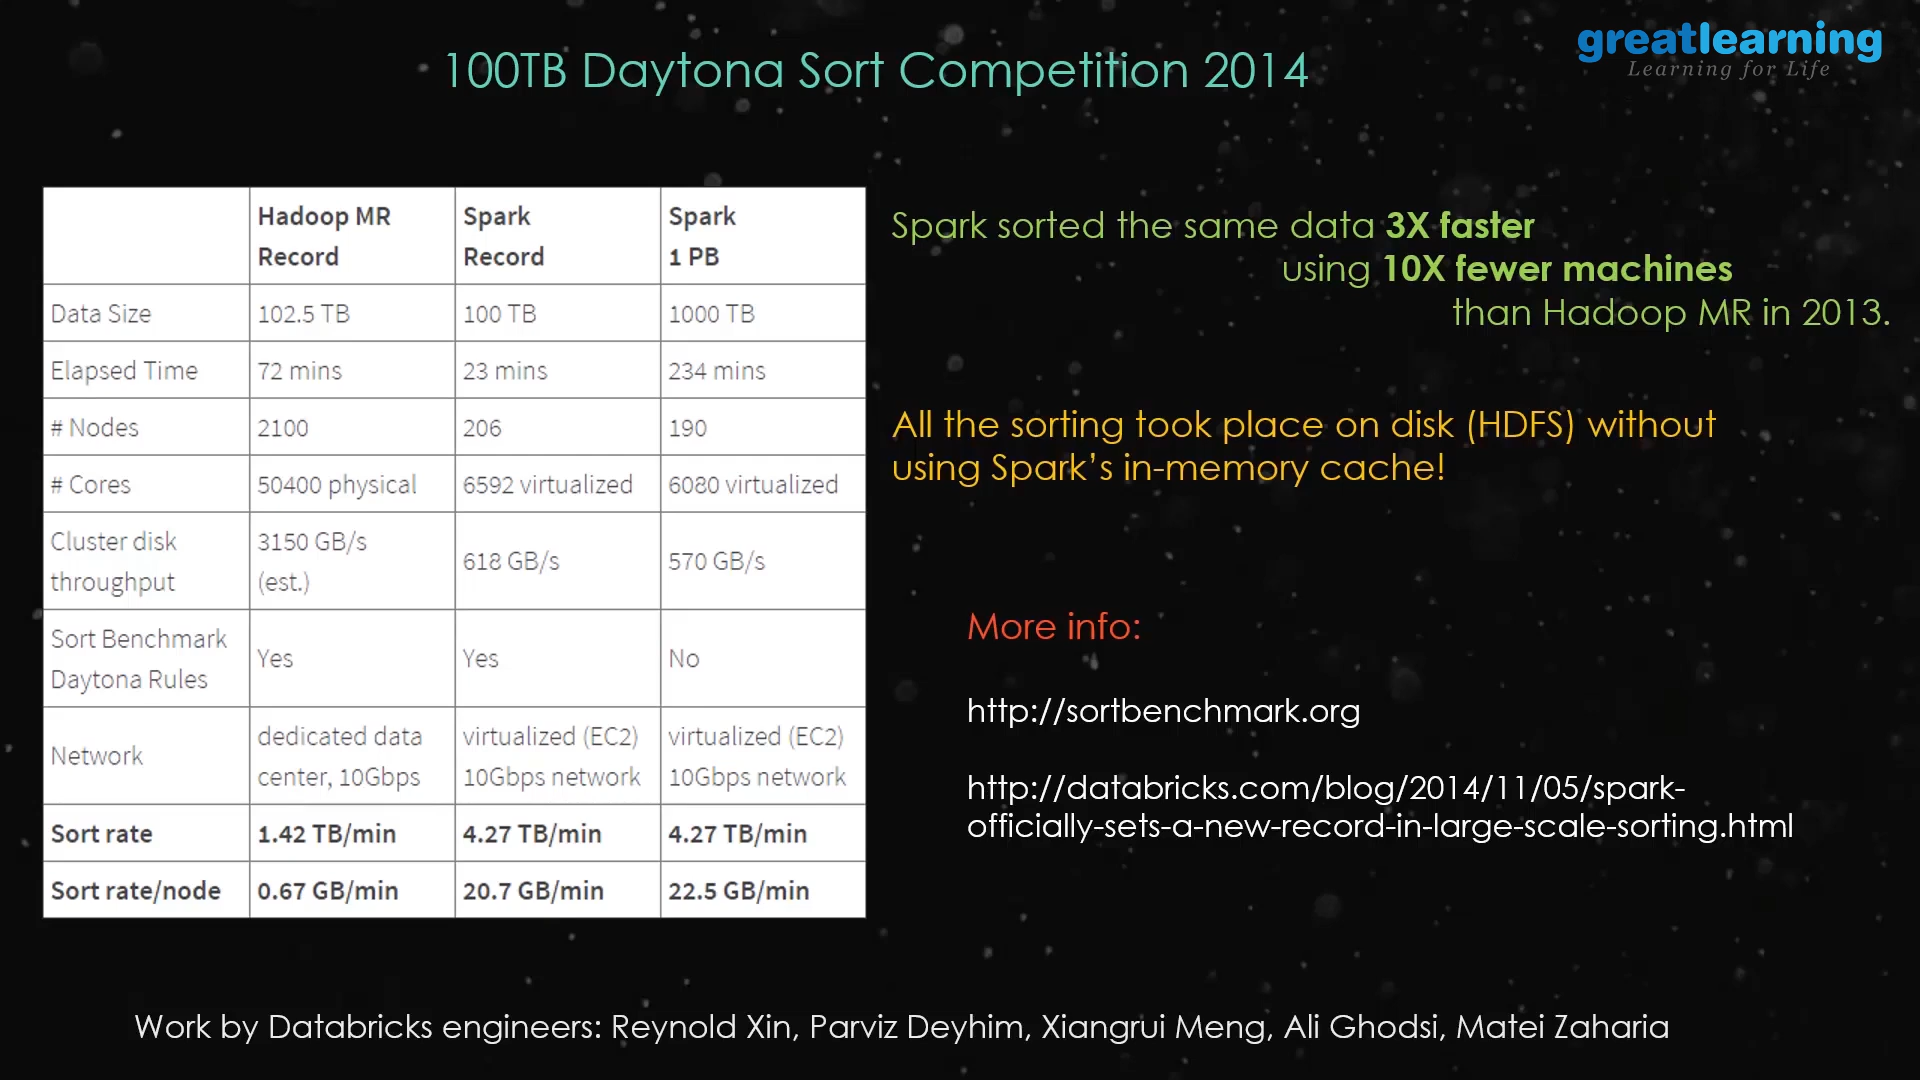 100TB Daytona Sort Competition 2014
greatlearning
Learning for Life
Hadoop MR Record
Spark Record
Spark 1 PB
Data Size 102.5 TB 100 TB 1000 TB
Elapsed Time 72 mins 23 mins 234 mins
# Nodes 2100 206 190
# Cores 50400 physical 6592 virtualized 6080 virtualized
Cluster disk throughput 3150 GB/s (est.) 618 GB/s 570 GB/s
Sort Benchmark Daytona Rules Yes Yes No
Network dedicated data center, 10Gbps virtualized (EC2) 10Gbps network virtualized (EC2) 10Gbps network
Sort rate 1.42 TB/min 4.27 TB/min 4.27 TB/min
Sort rate/node 0.67 GB/min 20.7 GB/min 22.5 GB/min
Spark sorted the same data 3X faster
using 10X fewer machines
than Hadoop MR in 2013.
All the sorting took place on disk (HDFS) without
using Spark’s in-memory cache!
More info:
http://sortbenchmark.org
http://databricks.com/blog/2014/11/05/spark-
officially-sets-a-new-record-in-large-scale-sorting.html
Work by Databricks engineers: Reynold Xin, Parviz Deyhim, Xiangrui Meng, Ali Ghodsi, Matei Zaharia